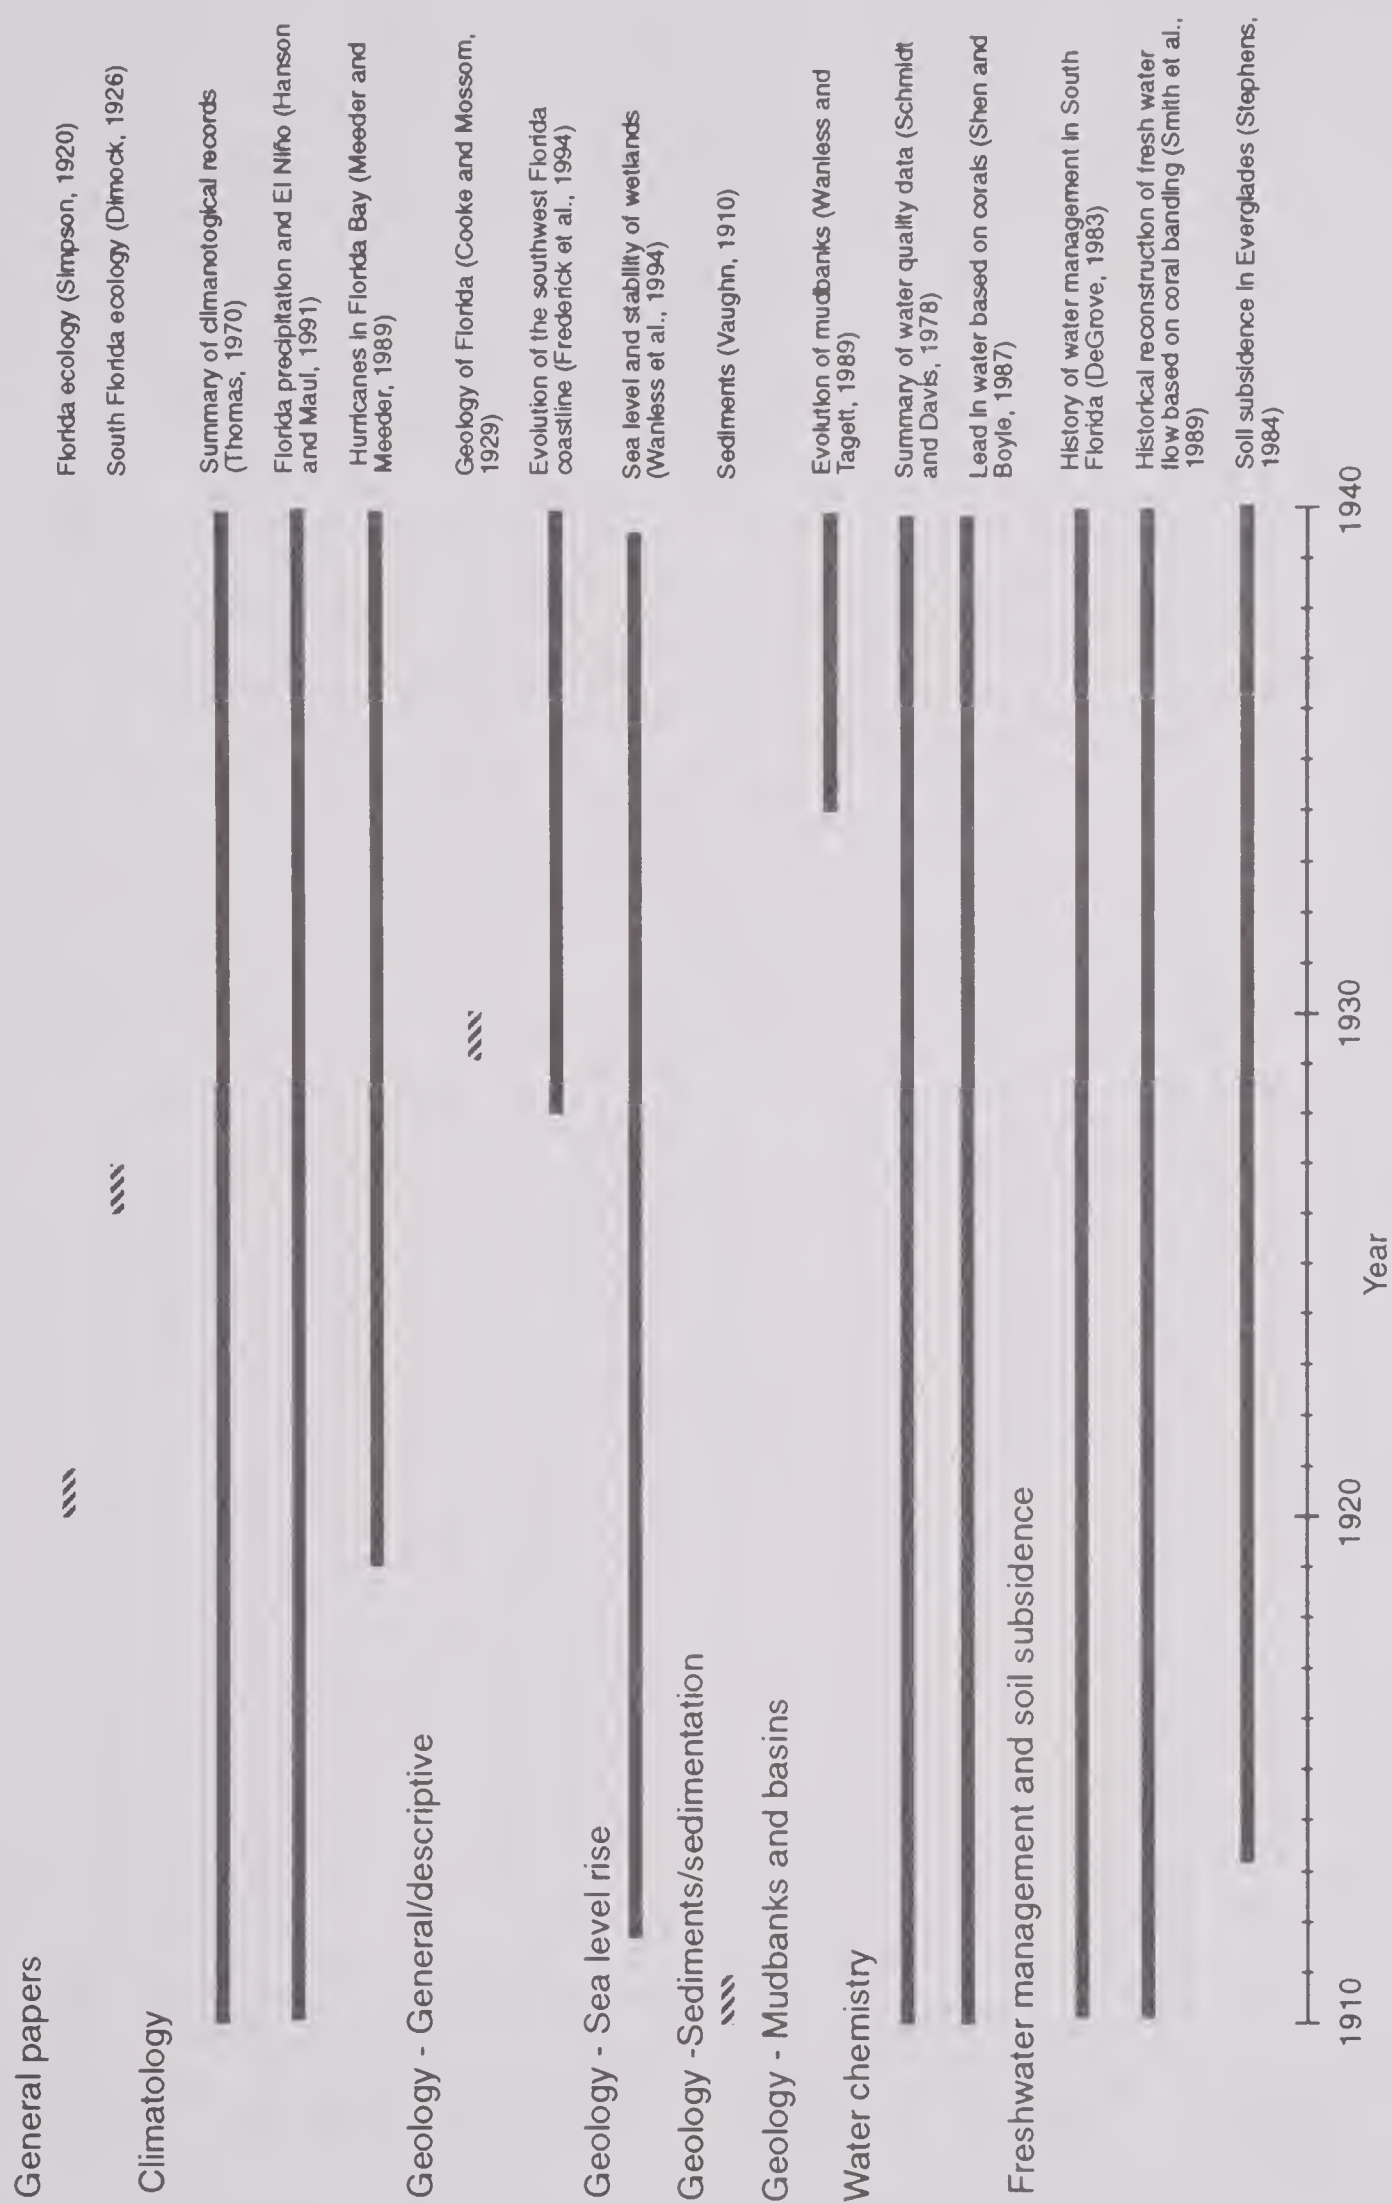 General papers
Florida ecology (Simpson, 1920)
South Florida ecology (Dimock, 1926)
Climatology
Summary of climanotogical records
(Thomas, 1970)
Florida precipitation and El Niño (Hanson
and Maul, 1991)
Hurricanes in Florida Bay (Meeder and
Meeder, 1989)
Geology - General/descriptive
Geology of Florida (Cooke and Mossom,
1929)
Evolution of the southwest Florida
coastline (Frederick et al., 1994)
Geology - Sea level rise
Sea level and stability of wetlands
(Wanless et al., 1994)
Geology -Sediments/sedimentation
Sediments (Vaughn, 1910)
Geology - Mudbanks and basins
Evolution of mudbanks (Wanless and
Tagett, 1989)
Water chemistry
Summary of water quality data (Schmidt
and Davis, 1978)
Lead in water based on corals (Shen and
Boyle, 1987)
Freshwater management and soil subsidence
History of water management in South
Florida (DeGrove, 1983)
Historical reconstruction of fresh water
flow based on coral banding (Smith et al.,
1989)
Soil subsidence in Everglades (Stephens,
1984)
1910 1920 1930 1940
Year